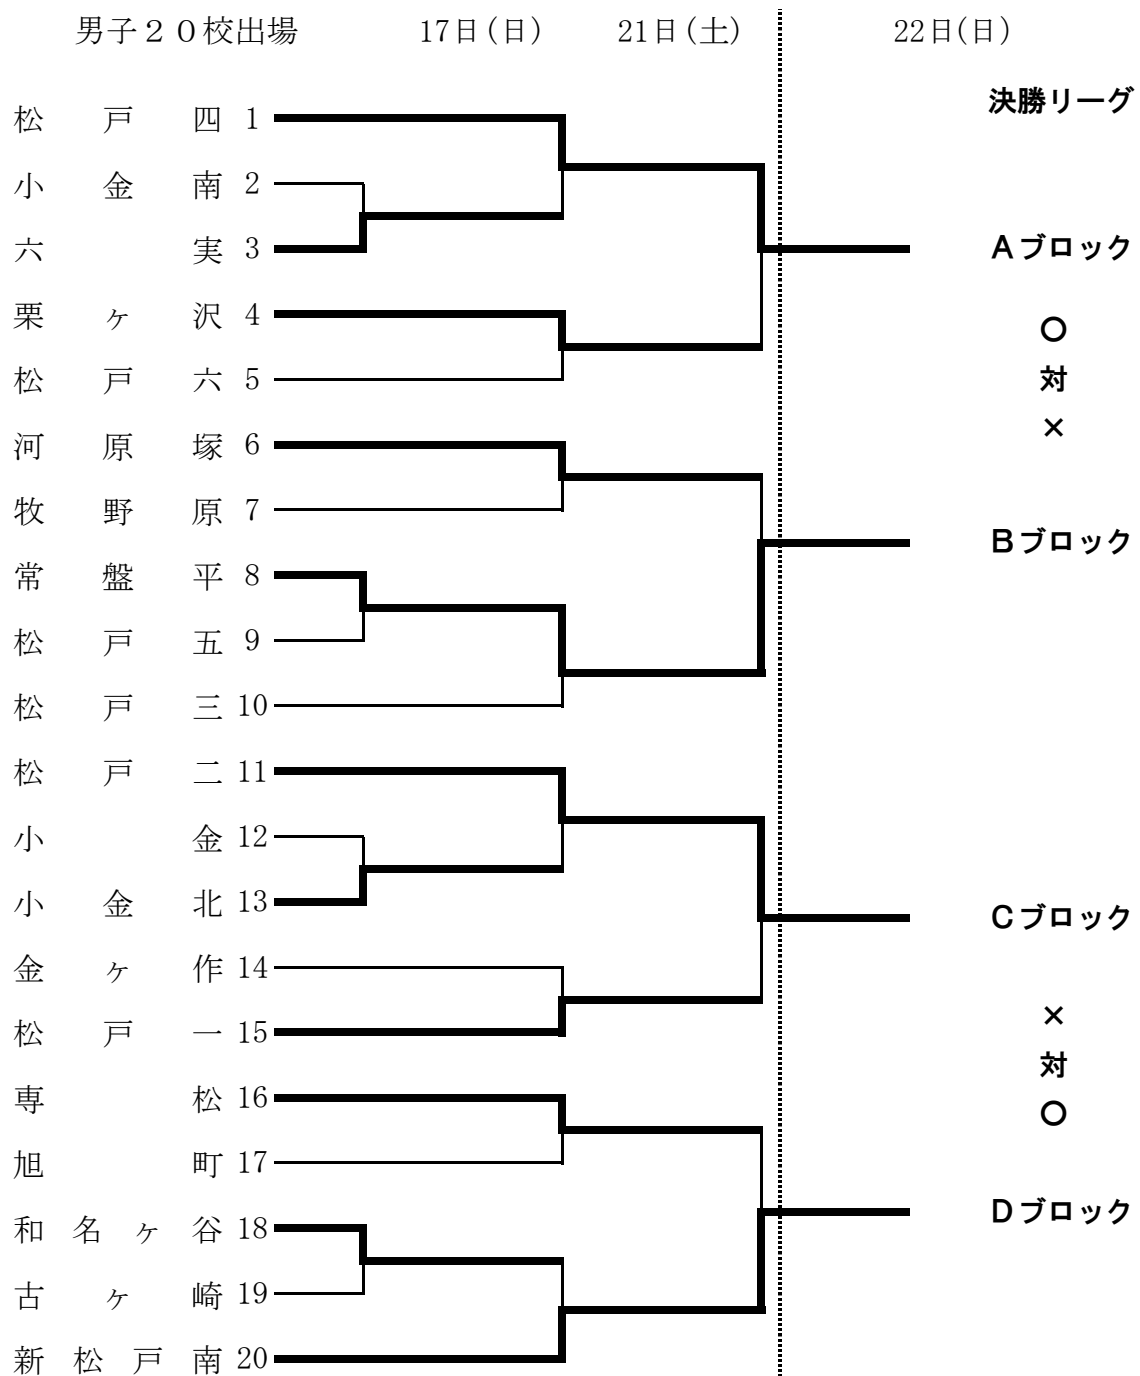 男子２０校出場 17日(日) 21日(土) 22日(日)
決勝リーグ
松戸四 1
小金南 2
六実 3 Aブロック
栗ヶ沢 4
○
松戸六 5 対
×
河原塚 6
牧野原 7
Bブロック
常盤平 8
松戸五 9
松戸三 10
松戸二 11
小金 12
小金北 13
Cブロック
金ヶ作 14
松戸一 15
×
対
専松 16
○
旭町 17
Dブロック
和名ヶ谷 18
古ヶ崎 19
新松戸南 20